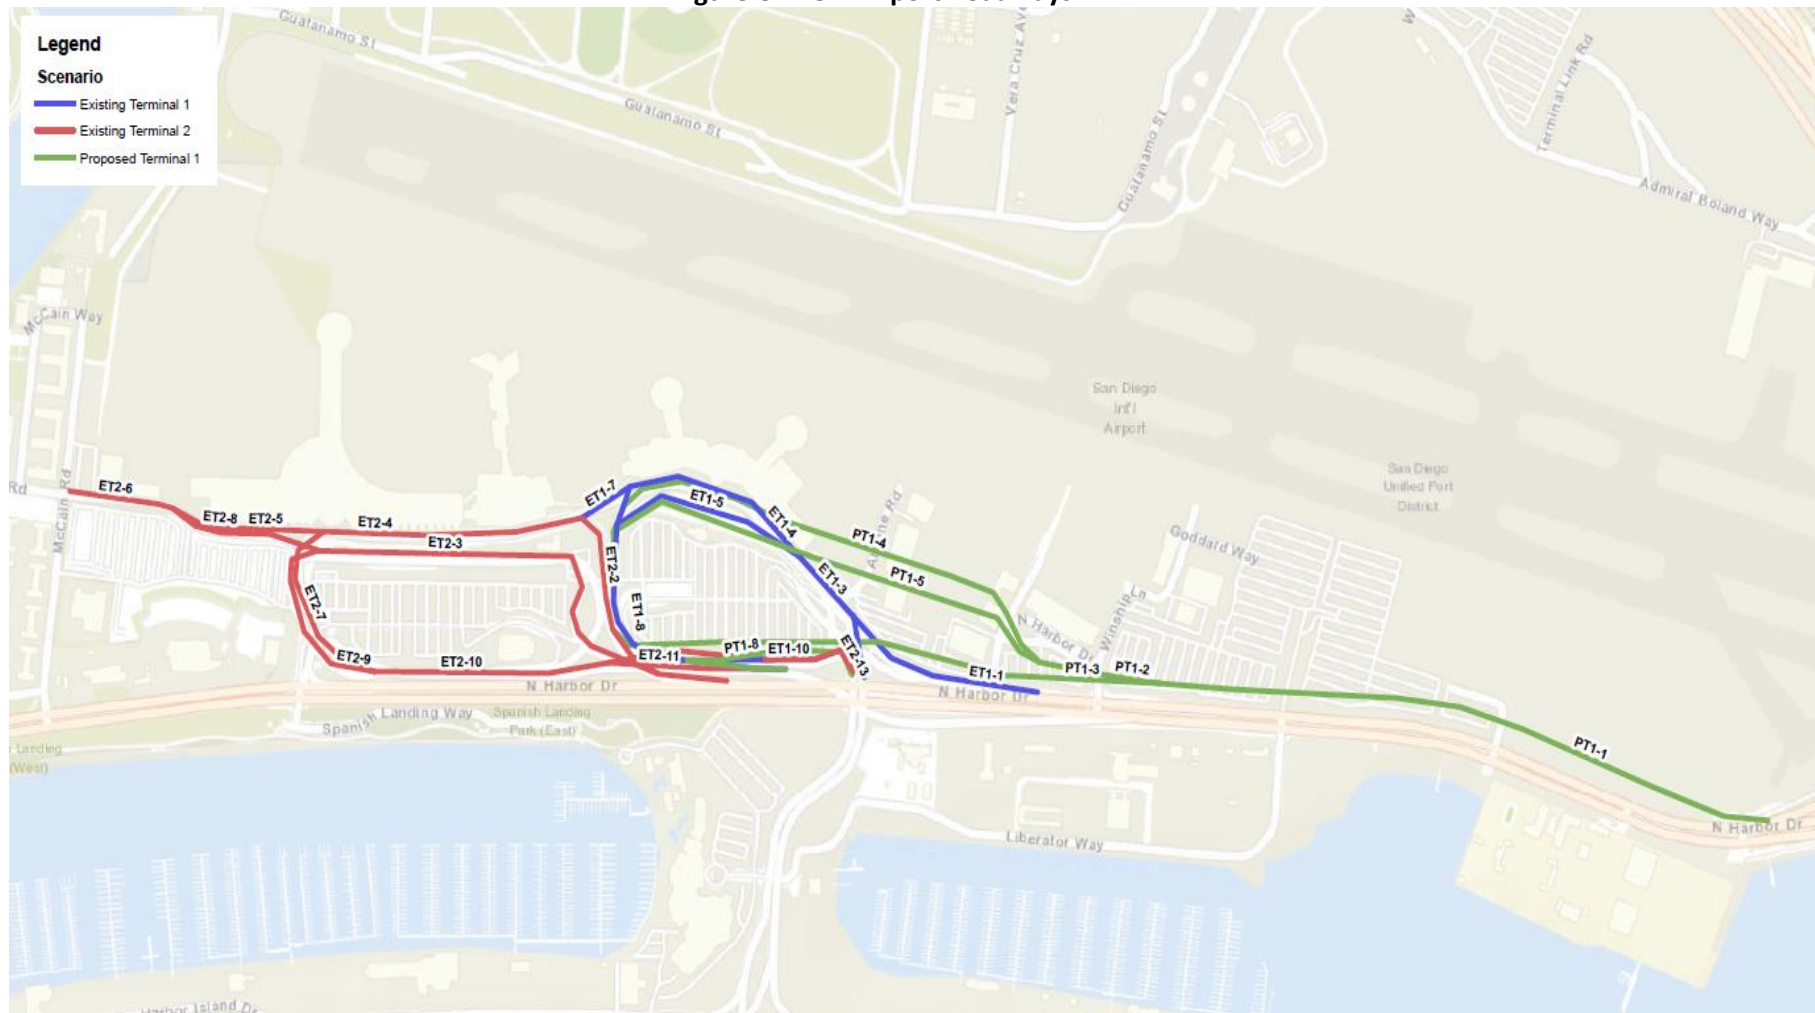 Legend
Scenario
Existing Terminal 1
Existing Terminal 2
Proposed Terminal 1
Guatanamo St
Guatanamo St
Vera Cruz Ave
Guatanamo St
W
Terminal Link Rd
Admiral Boland Way
McCain Way
San Diego
Int'l
Airport
San Diego
Unified Port
District
Rd
McCain Rd
ET2-6
ET2-8
ET2-5
ET2-4
ET2-3
ET1-7
ET1-5
ET1-4
ET1-3
PT1-4
PT1-5
Goddard Way
Winship Ln
N Harbor Dr
ET2-2
ET1-8
ET2-7
ET2-9
ET2-10
ET2-11
PT1-8
ET1-10
ET2-13
ET1-1
PT1-3
PT1-2
PT1-1
N Harbor Dr
N Harbor Dr
N Harbor Dr
Spanish Landing Way
Spanish Landing
Park (East)
Landing
(West)
Liberator Way
Harbor Island Dr